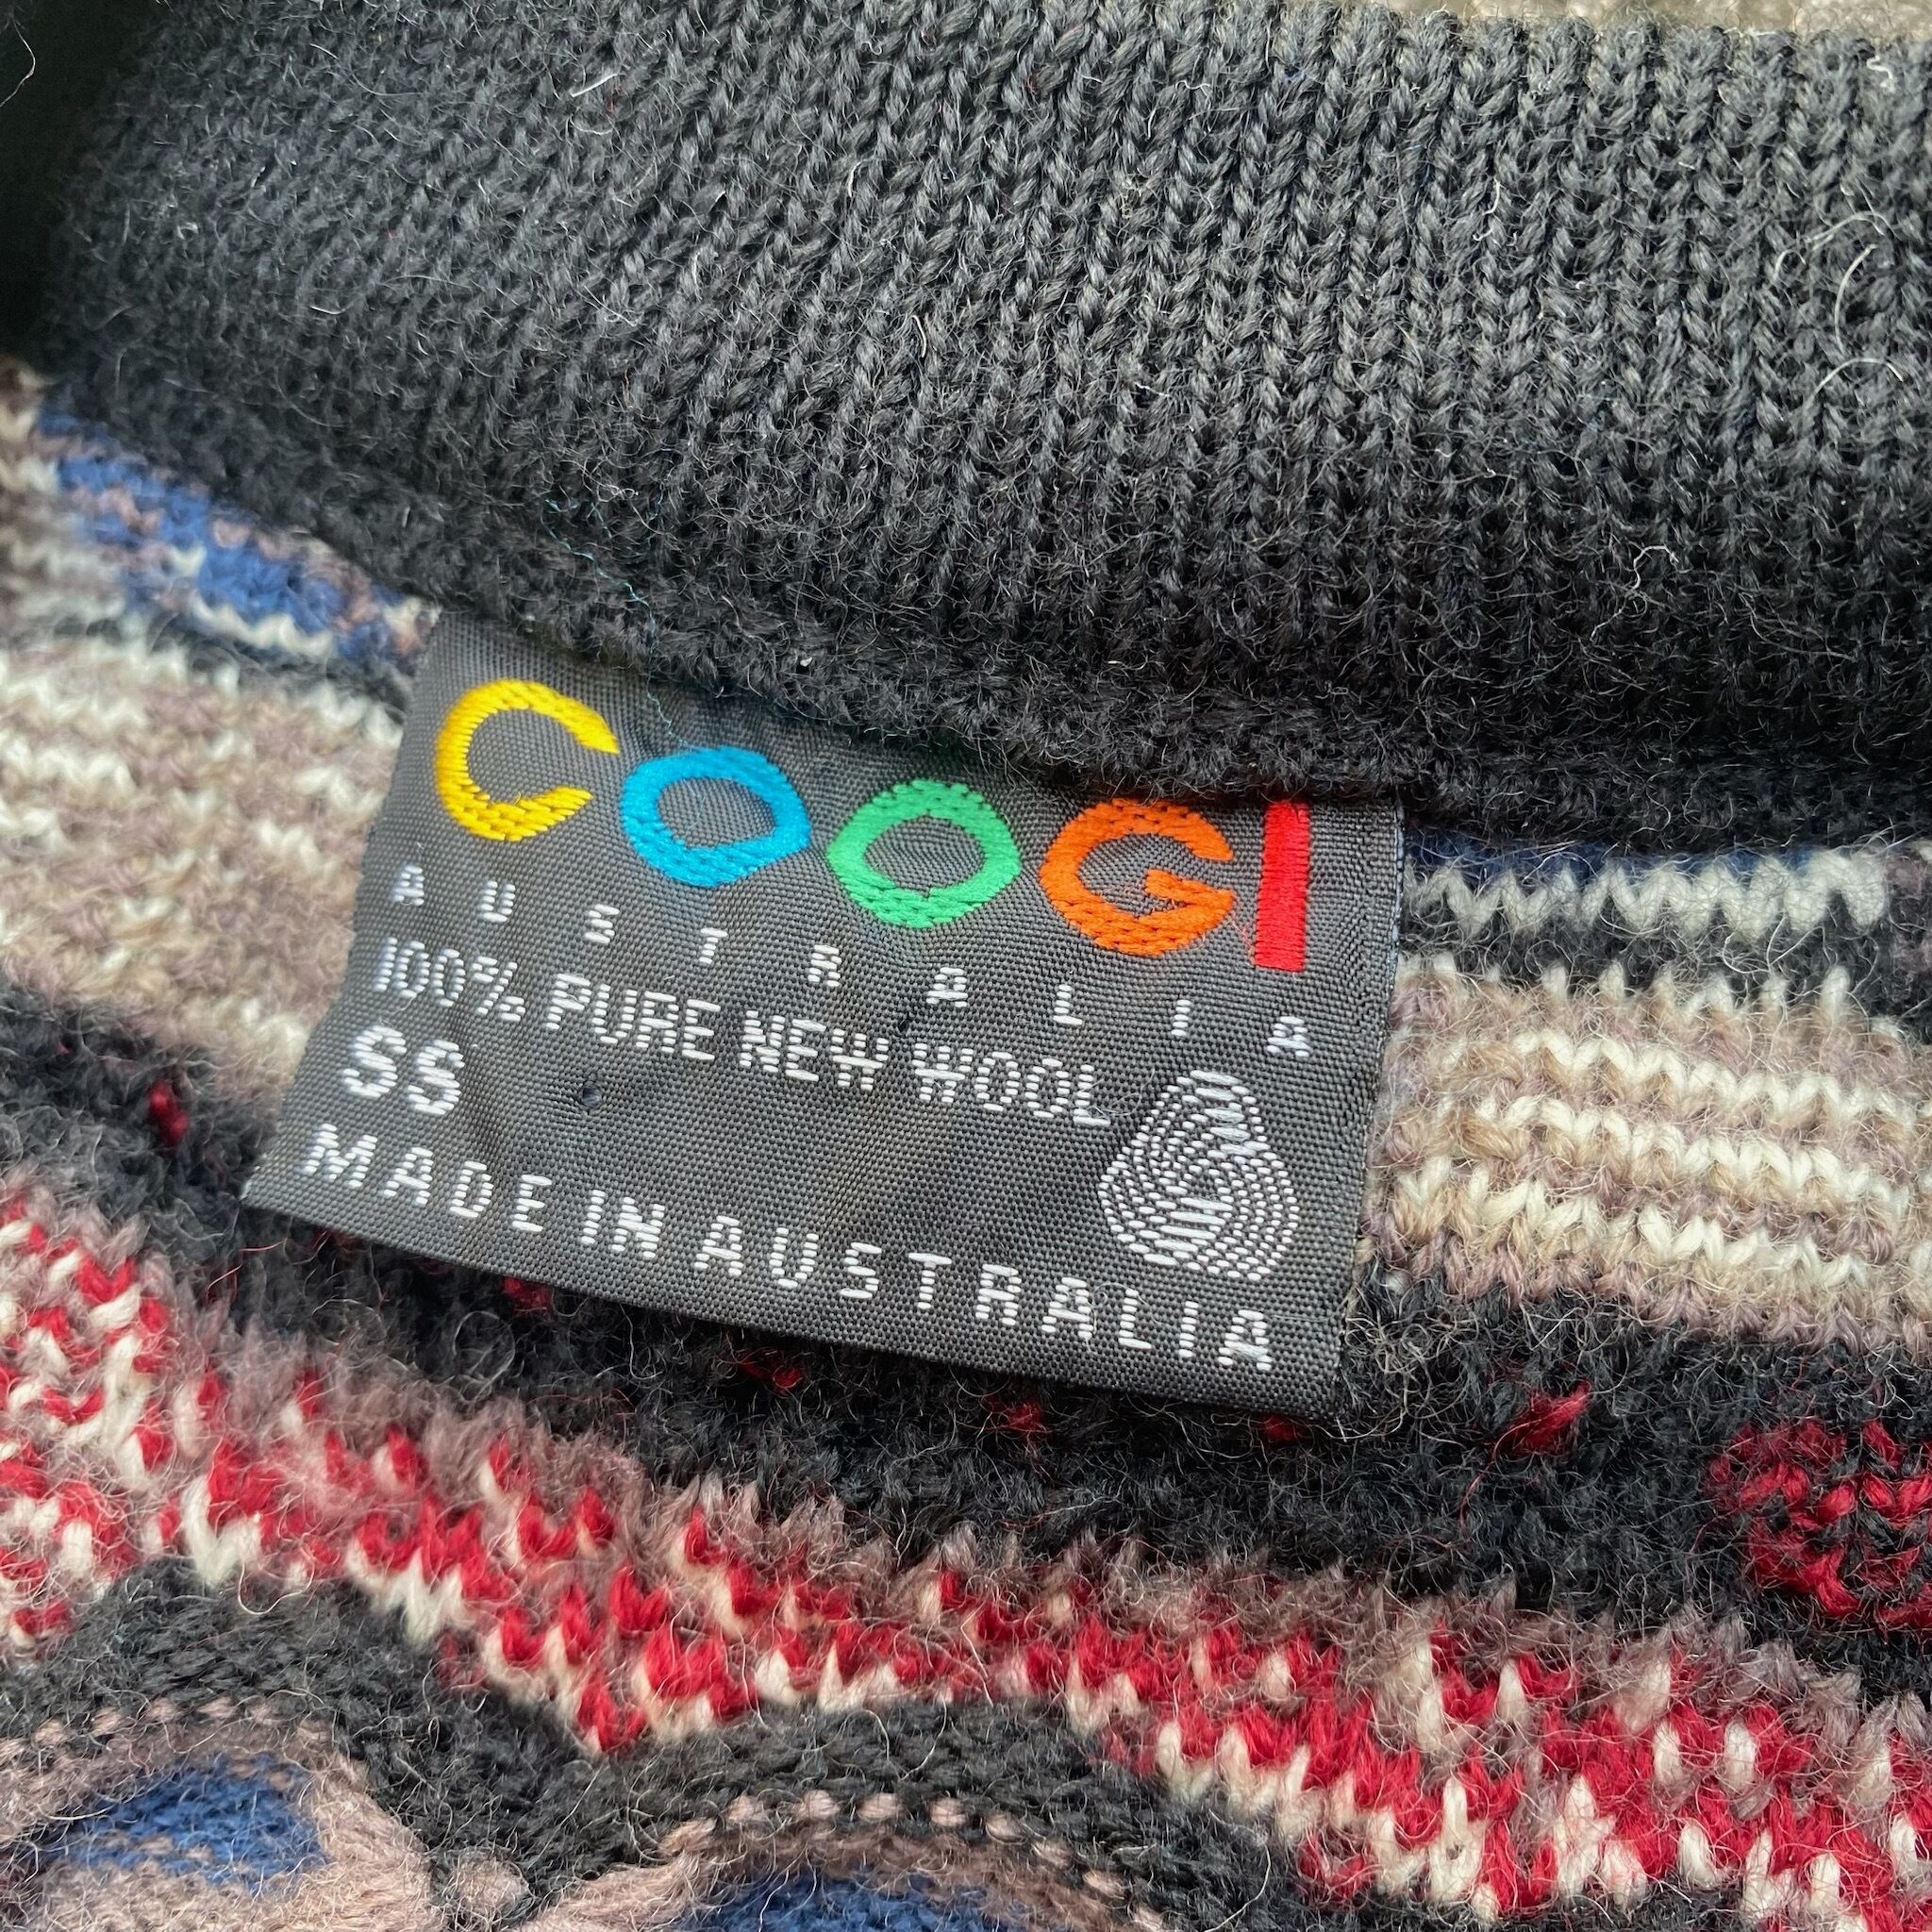 COOGI
AUSTRALIA
100% PURE NEW WOOL
SS
MADE IN AUSTRALIA